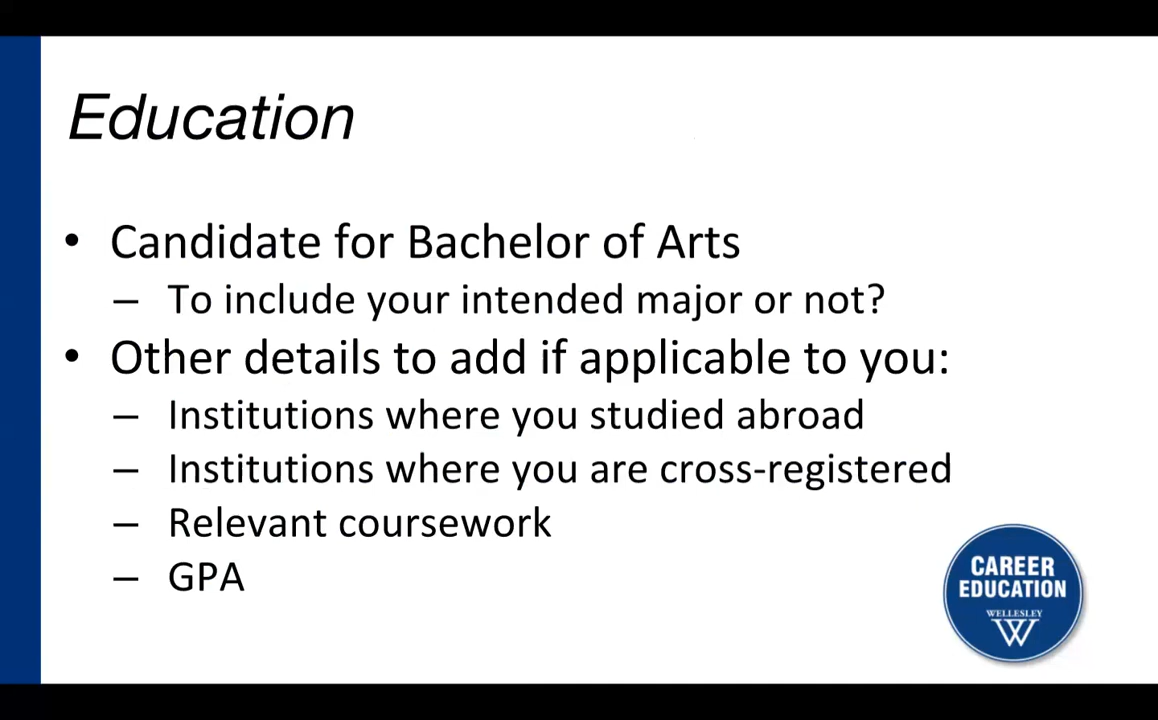 Education
• Candidate for Bachelor of Arts
– To include your intended major or not?
• Other details to add if applicable to you:
– Institutions where you studied abroad
– Institutions where you are cross-registered
– Relevant coursework
– GPA
CAREER
EDUCATION
WELLESLEY
W